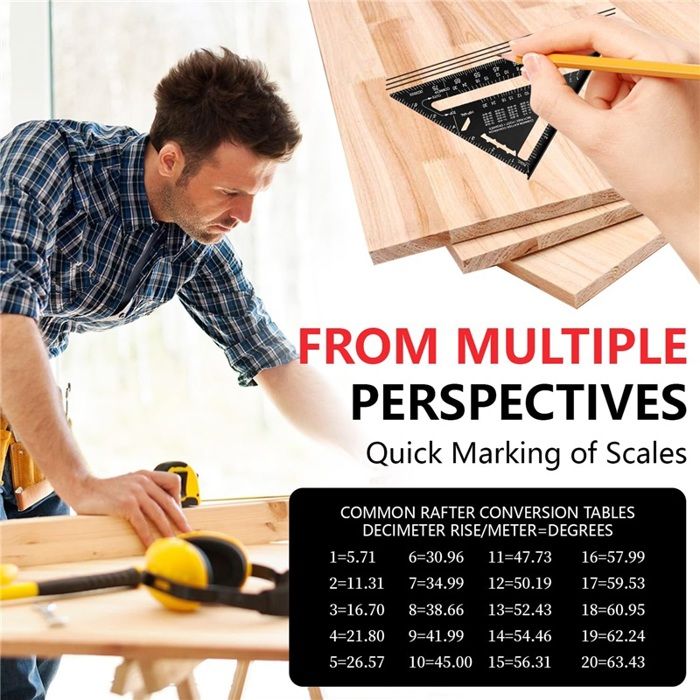 FROM MULTIPLE
PERSPECTIVES
Quick Marking of Scales
COMMON RAFTER CONVERSION TABLES
DECIMETER RISE/METER=DEGREES
1=5.71 6=30.96 11=47.73 16=57.99
2=11.31 7=34.99 12=50.19 17=59.53
3=16.70 8=38.66 13=52.43 18=60.95
4=21.80 9=41.99 14=54.46 19=62.24
5=26.57 10=45.00 15=56.31 20=63.43